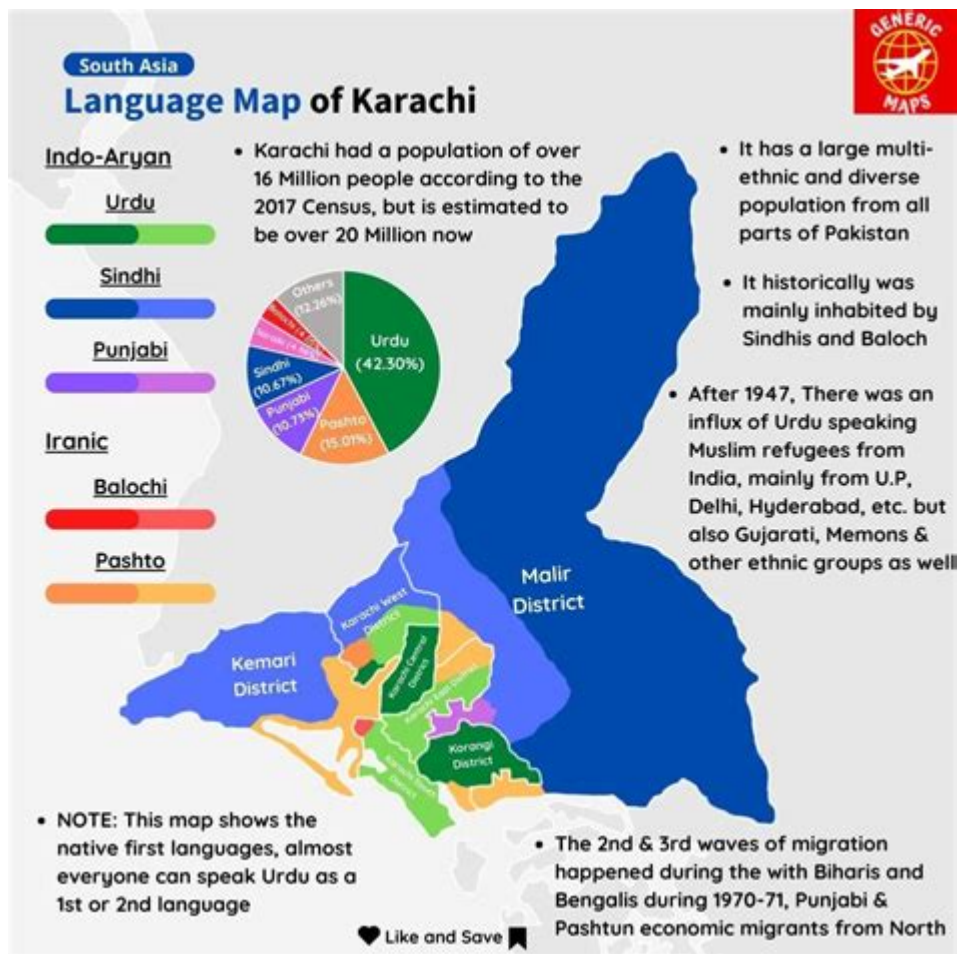 GENERIC
MAPS
South Asia
Language Map of Karachi
Indo-Aryan
Urdu
Sindhi
Punjabi
Iranic
Balochi
Pashto
• Karachi had a population of over
16 Million people according to the
2017 Census, but is estimated to
be over 20 Million now
Others
(12.26%)
Urdu
(42.30%)
Sindhi
(10.67%)
Punjabi
(10.73%)
Pashto
(15.01%)
• It has a large multi-
ethnic and diverse
population from all
parts of Pakistan
• It historically was
mainly inhabited by
Sindhis and Baloch
• After 1947, There was an
influx of Urdu speaking
Muslim refugees from
India, mainly from U.P,
Delhi, Hyderabad, etc. but
also Gujarati, Memons &
other ethnic groups as well
Malir
District
Karachi West
District
Kemari
District
Karachi Central
District
Karachi East District
Korangi
District
Karachi South
District
• NOTE: This map shows the
native first languages, almost
everyone can speak Urdu as a
1st or 2nd language
• The 2nd & 3rd waves of migration
happened during the with Biharis and
Bengalis during 1970-71, Punjabi &
Pashtun economic migrants from North
Like and Save